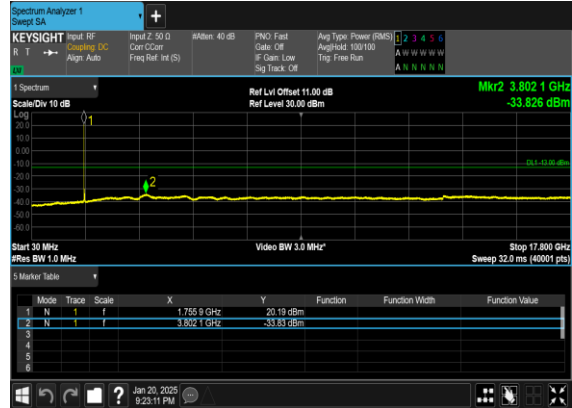 Spectrum Analyzer 1
Swept SA
KEYSIGHT Input: RF Input Z: 50 Ω #Atten: 40 dB PNO: Fast Avg Type: Power (RMS) 1 2 3 4 5 6
R T Coupling: DC Corr CCorr Gate: Off Avg|Hold: 100/100 A W W W W W
Align: Auto Freq Ref: Int (S) IF Gain: Low Trig: Free Run
Sig Track: Off A N N N N N
1 Spectrum Ref Lvl Offset 11.00 dB Mkr2 3.802 1 GHz
Scale/Div 10 dB Ref Level 30.00 dBm -33.826 dBm
Log
20.0
10.0
0.00
-10.0
DL1 -13.00 dBm
-20.0
-30.0
-40.0
-50.0
-60.0
1
2
Start 30 MHz Video BW 3.0 MHz* Stop 17.800 GHz
#Res BW 1.0 MHz Sweep 32.0 ms (40001 pts)
5 Marker Table
Mode Trace Scale X Y Function Function Width Function Value
1 N 1 f 1.755 9 GHz 20.19 dBm
2 N 1 f 3.802 1 GHz -33.83 dBm
3
4
5
6
? Jan 20, 2025
9:23:11 PM